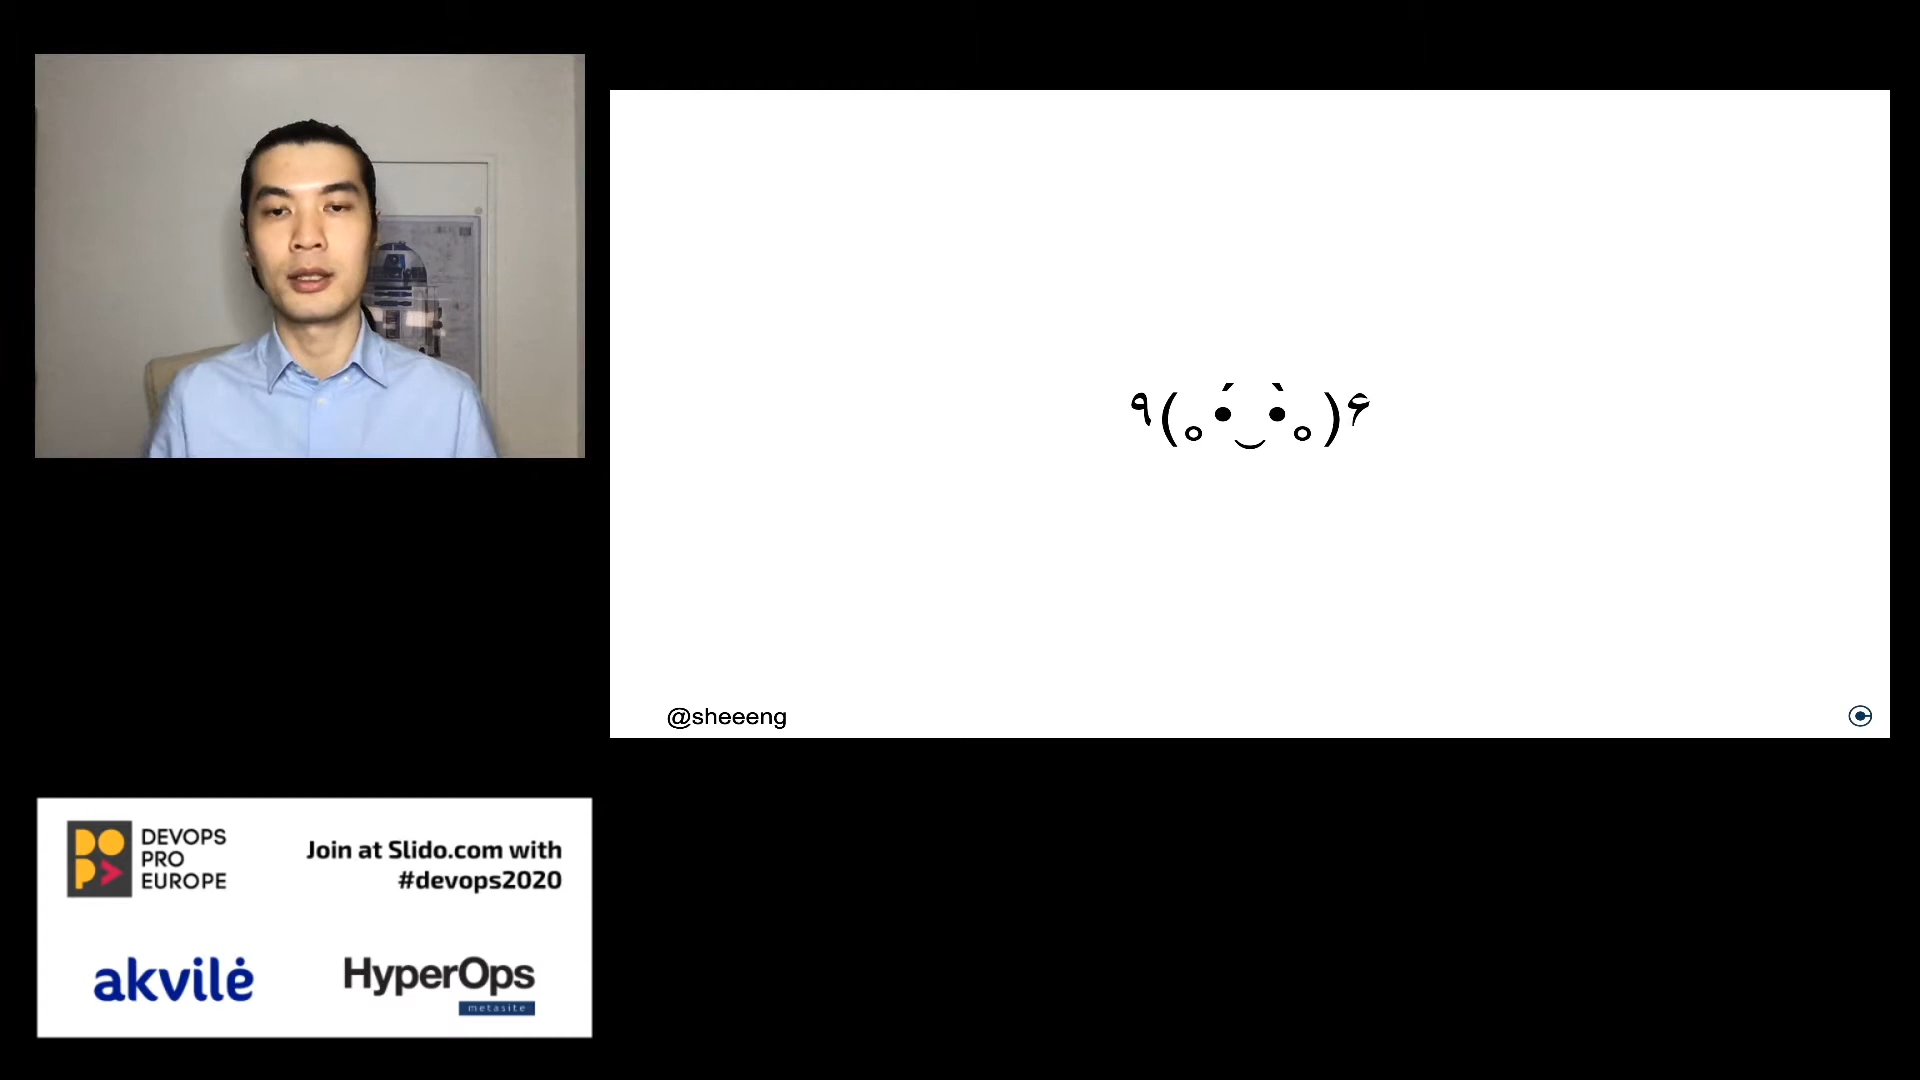 ٩(｡•́‿•̀｡)۶
@sheeeng
DEVOPS
PRO
EUROPE
Join at Slido.com with
#devops2020
akvilė
HyperOps
metasite